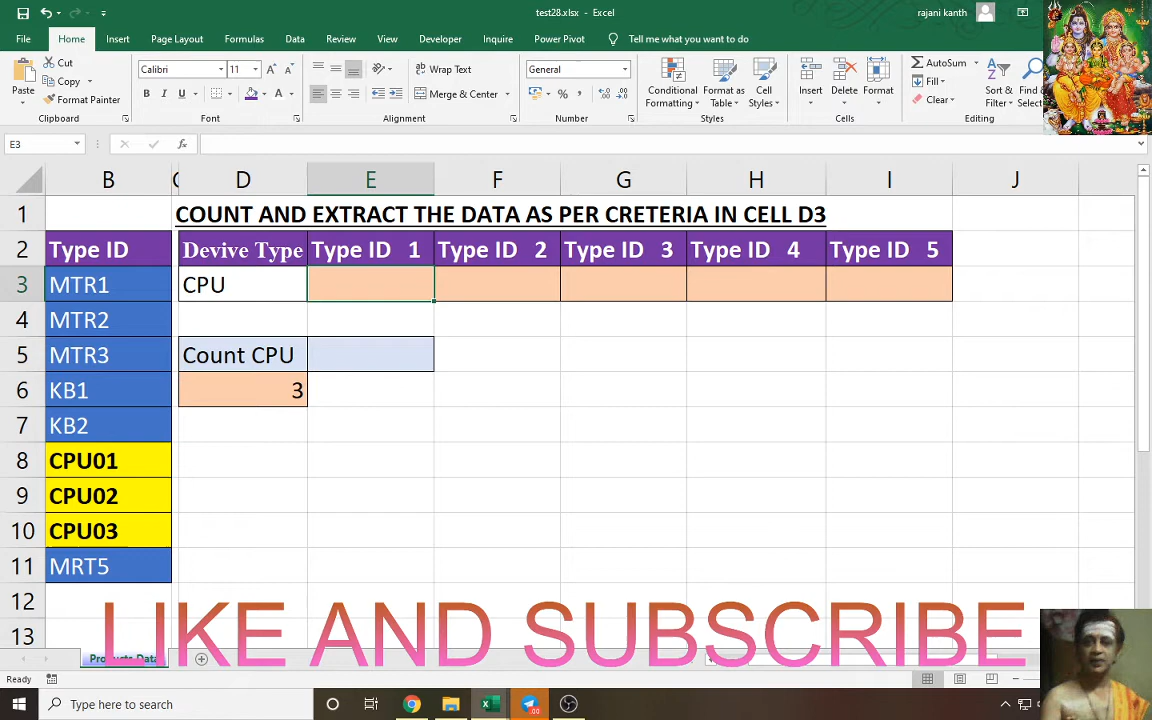 test28.xlsx - Excel
rajani kanth
File Home Insert Page Layout Formulas Data Review View Developer Inquire Power Pivot Tell me what you want to do
Paste
Cut
Copy
Format Painter
Clipboard
Calibri 11
B I U
Font
Wrap Text
Merge & Center
Alignment
General
Number
Conditional Formatting
Format as Table
Cell Styles
Styles
Insert Delete Format
Cells
AutoSum
Fill
Clear
Sort & Filter
Find
Selec
Editing
E3
fx
B D E F G H I J
1 COUNT AND EXTRACT THE DATA AS PER CRETERIA IN CELL D3
2 Type ID Devive Type Type ID 1 Type ID 2 Type ID 3 Type ID 4 Type ID 5
3 MTR1 CPU
4 MTR2
5 MTR3 Count CPU
6 KB1 3
7 KB2
8 CPU01
9 CPU02
10 CPU03
11 MRT5
12
13
LIKE AND SUBSCRIBE
Products Data
Ready
Type here to search